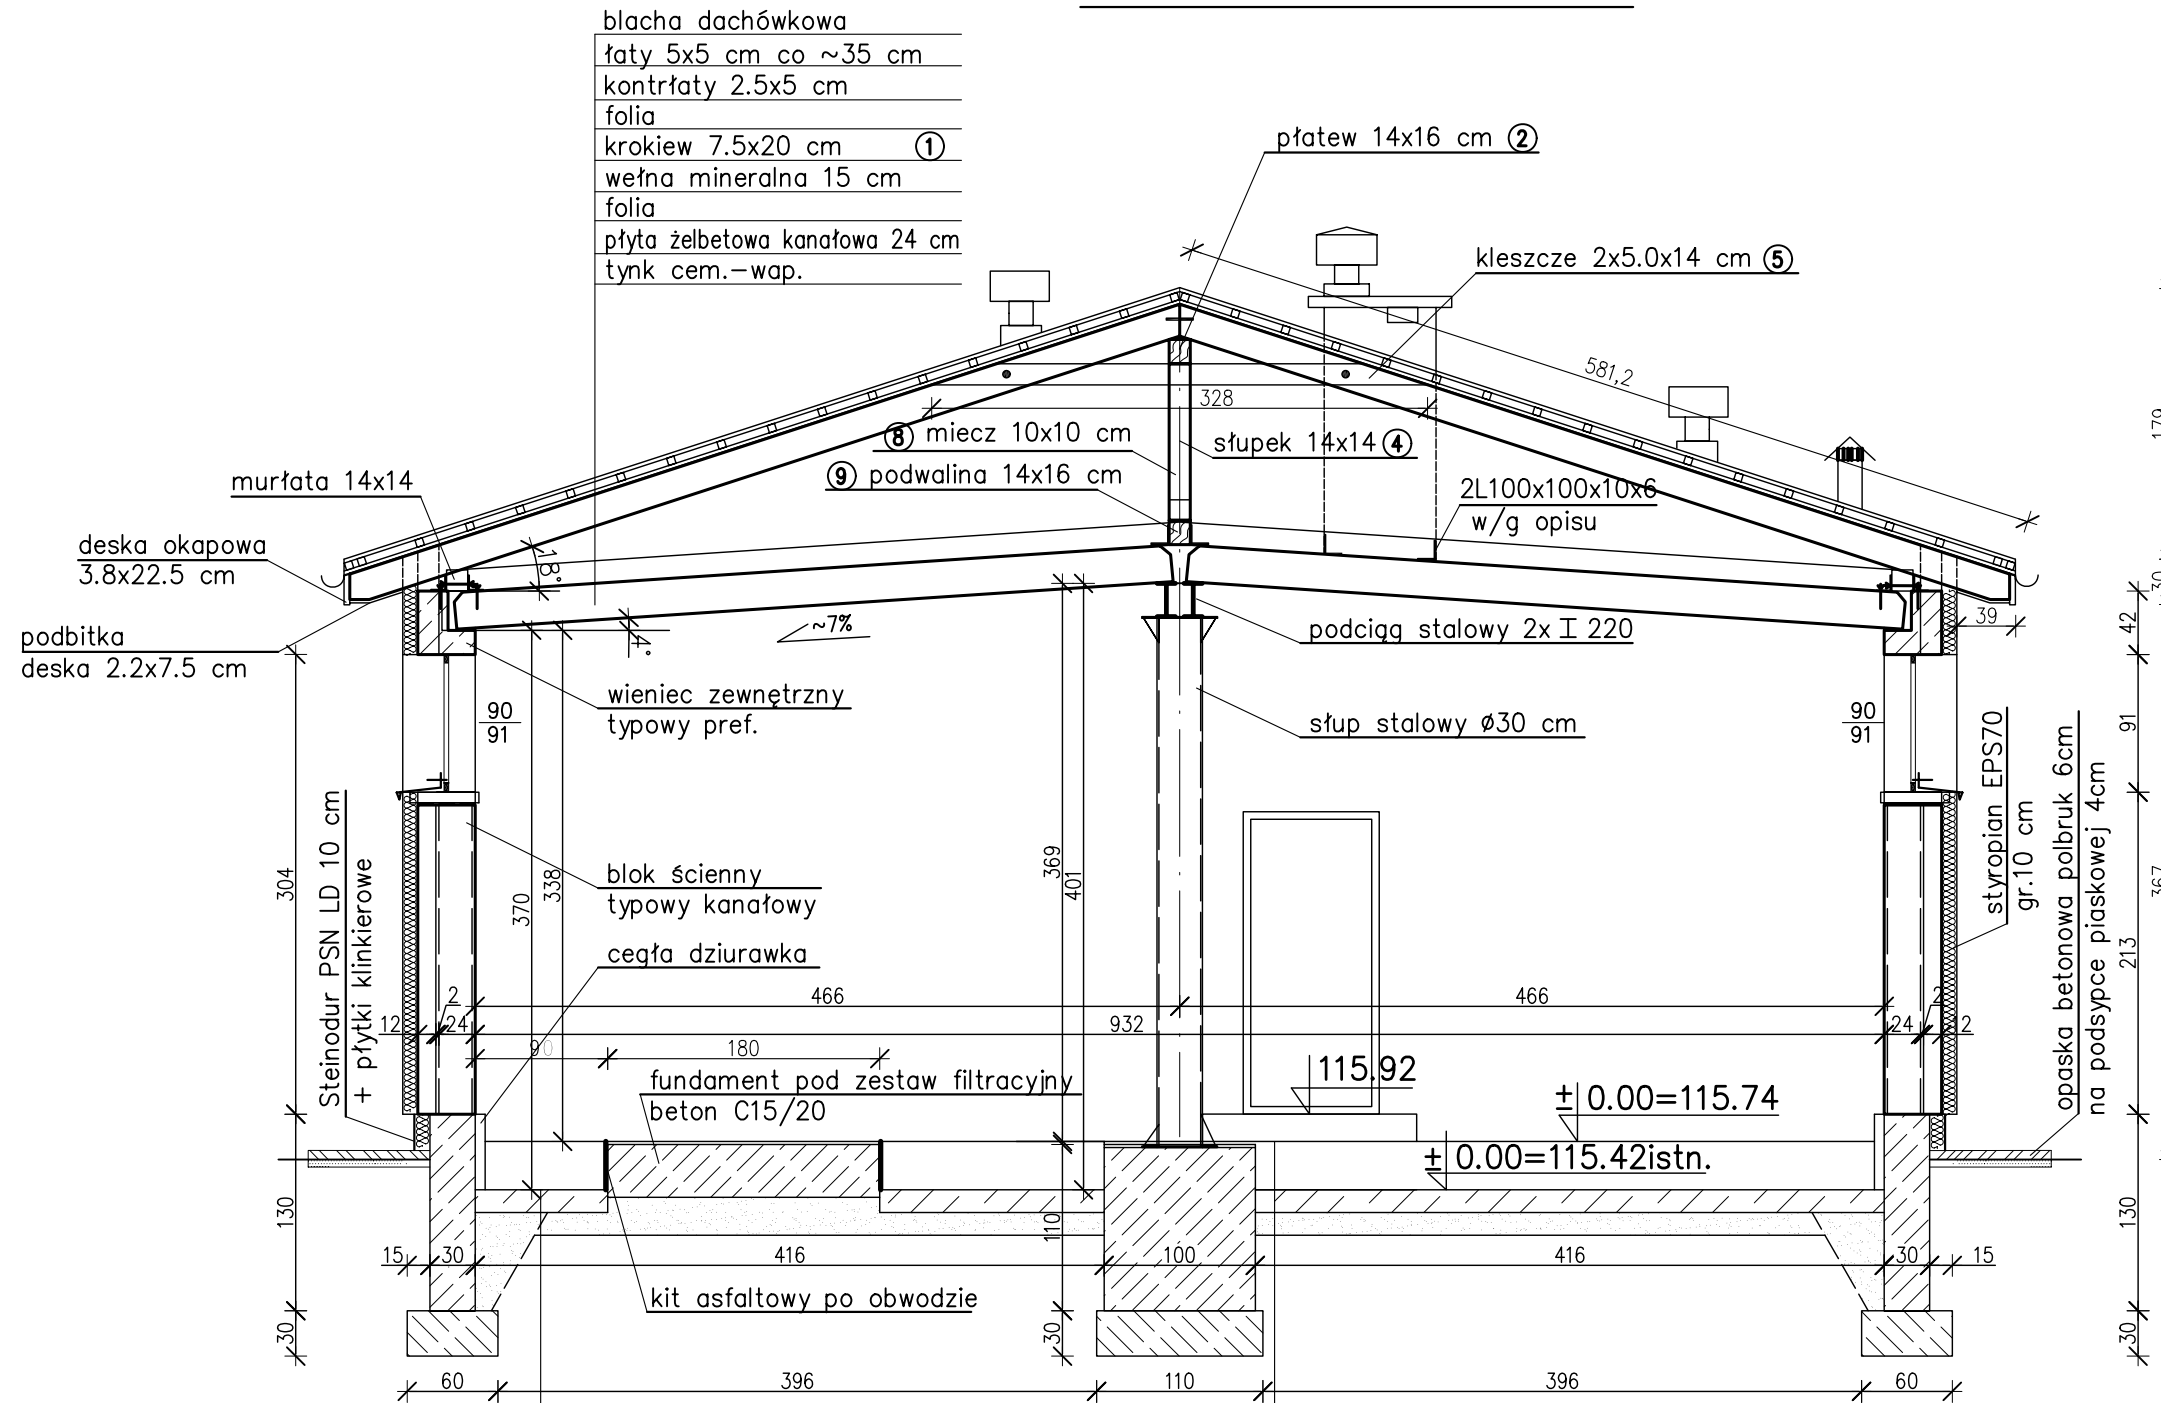 blacha dachówkowa
łaty 5x5 cm co ~35 cm
kontrłaty 2.5x5 cm
folia
krokiew 7.5x20 cm 1
wełna mineralna 15 cm
folia
płyta żelbetowa kanałowa 24 cm
tynk cem.-wap.
płatew 14x16 cm 2
kleszcze 2x5.0x14 cm 5
581,2
328
8 miecz 10x10 cm
słupek 14x14 4
9 podwalina 14x16 cm
murłata 14x14
2L100x100x10x6
w/g opisu
deska okapowa
3.8x22.5 cm
18°
podbitka
deska 2.2x7.5 cm
4°
~7%
podciąg stalowy 2x I 220
39
wieniec zewnętrzny
typowy pref.
90
91
słup stalowy ø30 cm
90
91
blok ścienny
typowy kanałowy
cegła dziurawka
Steinodur PSN LD 10 cm
+ płytki klinkierowe
styropian EPS70
gr.10 cm
opaska betonowa polbruk 6cm
na podsypce piaskowej 4cm
304
130
30
370
338
369
401
110
30
179
30
42
91
213
367
130
30
2
466
466
2
12
24
932
24
12
90
180
fundament pod zestaw filtracyjny
beton C15/20
115.92
± 0.00=115.74
± 0.00=115.42istn.
15
30
416
100
416
30
15
kit asfaltowy po obwodzie
60
396
110
396
60